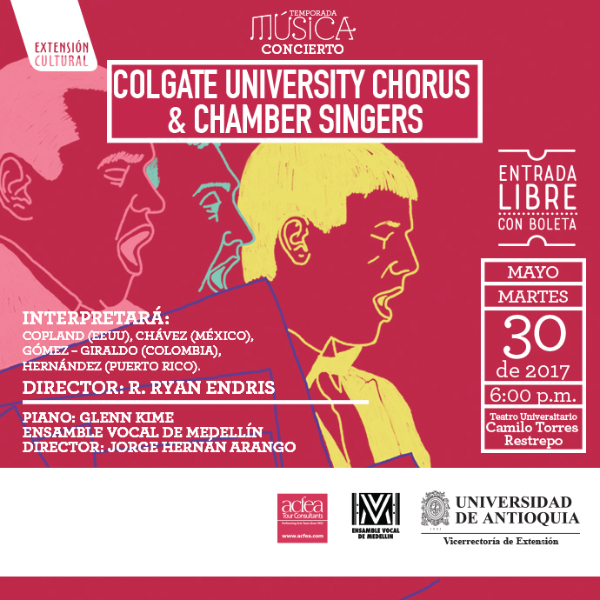 EXTENSIÓN
CULTURAL
TEMPORADA
MÚSICA
CONCIERTO
COLGATE UNIVERSITY CHORUS
& CHAMBER SINGERS
ENTRADA
LIBRE
CON BOLETA
MAYO
MARTES
30
de 2017
6:00 p.m.
Teatro Universitario
Camilo Torres
Restrepo
INTERPRETARÁ:
COPLAND (EEUU), CHÁVEZ (MÉXICO),
GÓMEZ – GIRALDO (COLOMBIA),
HERNÁNDEZ (PUERTO RICO).
DIRECTOR: R. RYAN ENDRIS
PIANO: GLENN KIME
ENSAMBLE VOCAL DE MEDELLÍN
DIRECTOR: JORGE HERNÁN ARANGO
acfea
Tour Consultants
www.acfea.com
ENSAMBLE VOCAL
DE MEDELLIN
UNIVERSIDAD
DE ANTIOQUIA
Vicerrectoría de Extensión